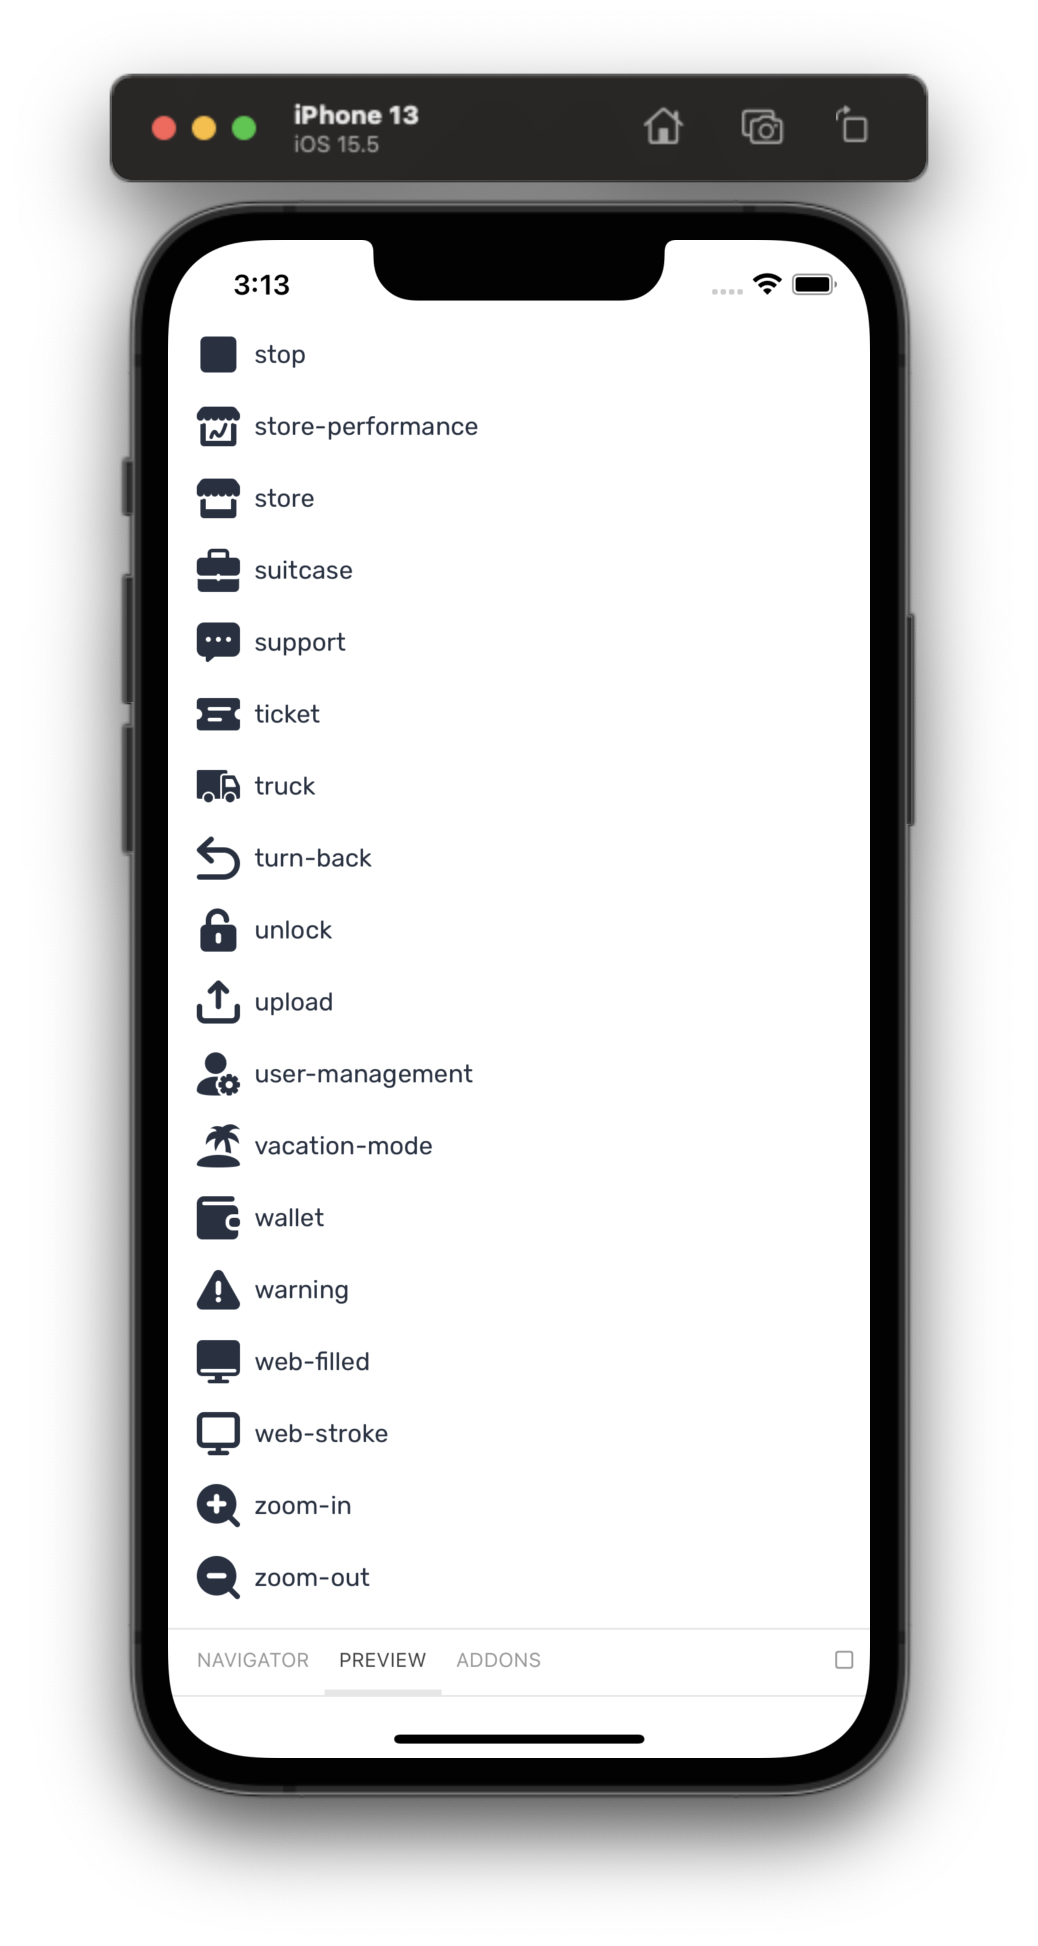 iPhone 13
iOS 15.5
3:13
stop
store-performance
store
suitcase
support
ticket
truck
turn-back
unlock
upload
user-management
vacation-mode
wallet
warning
web-filled
web-stroke
zoom-in
zoom-out
NAVIGATOR PREVIEW ADDONS